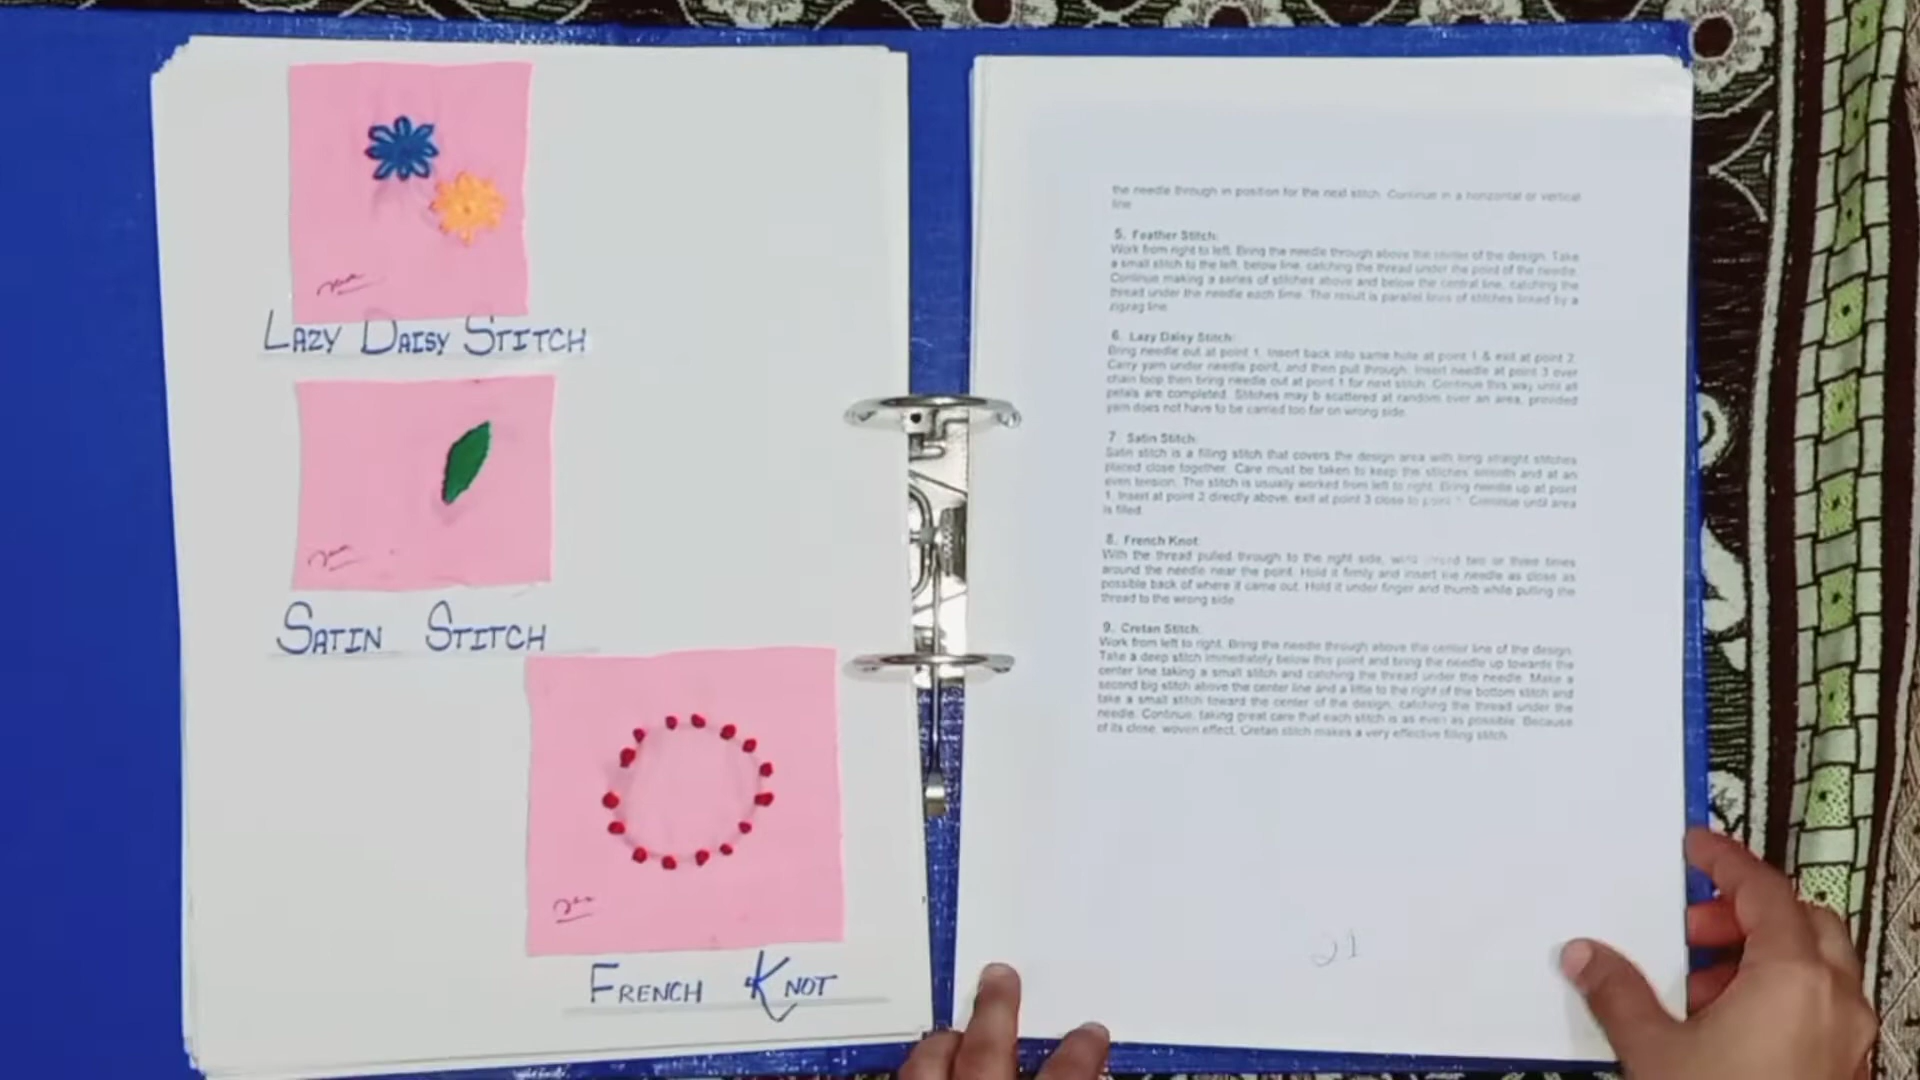 LAZY DAISY STITCH
SATIN STITCH
FRENCH KNOT
the needle through in position for the next stitch. Continue in a horizontal or vertical
line
5. Feather Stitch:
Work from right to left. Bring the needle through above the center of the design. Take
a small stitch to the left, below line, catching the thread under the point of the needle.
Continue making a series of stitches above and below the central line, catching the
thread under the needle each time. The result is parallel lines of stitches linked by a
zigzag line.
6. Lazy Daisy Stitch:
Bring needle out at point 1. Insert back into same hole at point 1 & exit at point 2.
Carry yarn under needle point, and then pull through. Insert needle at point 3 over
chain loop then bring needle out at point 1 for next stitch. Continue this way until all
petals are completed. Stitches may b scattered at random over an area, provided
yarn does not have to be carried too far on wrong side.
7. Satin Stitch:
Satin stitch is a filling stitch that covers the design area with long straight stitches
placed close together. Care must be taken to keep the stitches smooth and at an
even tension. The stitch is usually worked from left to right. Bring needle up at point
1. Insert at point 2 directly above, exit at point 3 close to point 1. Continue until area
is filled.
8. French Knot:
With the thread pulled through to the right side, wind two or three times
around the needle near the point. Hold it firmly and insert the needle as close as
possible back of where it came out. Hold it under finger and thumb while pulling the
thread to the wrong side.
9. Cretan Stitch:
Work from left to right. Bring the needle through above the center line of the design.
Take a deep stitch immediately below this point and bring the needle up towards the
center line taking a small stitch and catching the thread under the needle. Make a
second big stitch above the center line and a little to the right of the bottom stitch and
take a small stitch toward the center of the design, catching the thread under the
needle. Continue, taking great care that each stitch is as even as possible. Because
of its close, woven effect, Cretan stitch makes a very effective filling stitch.
21